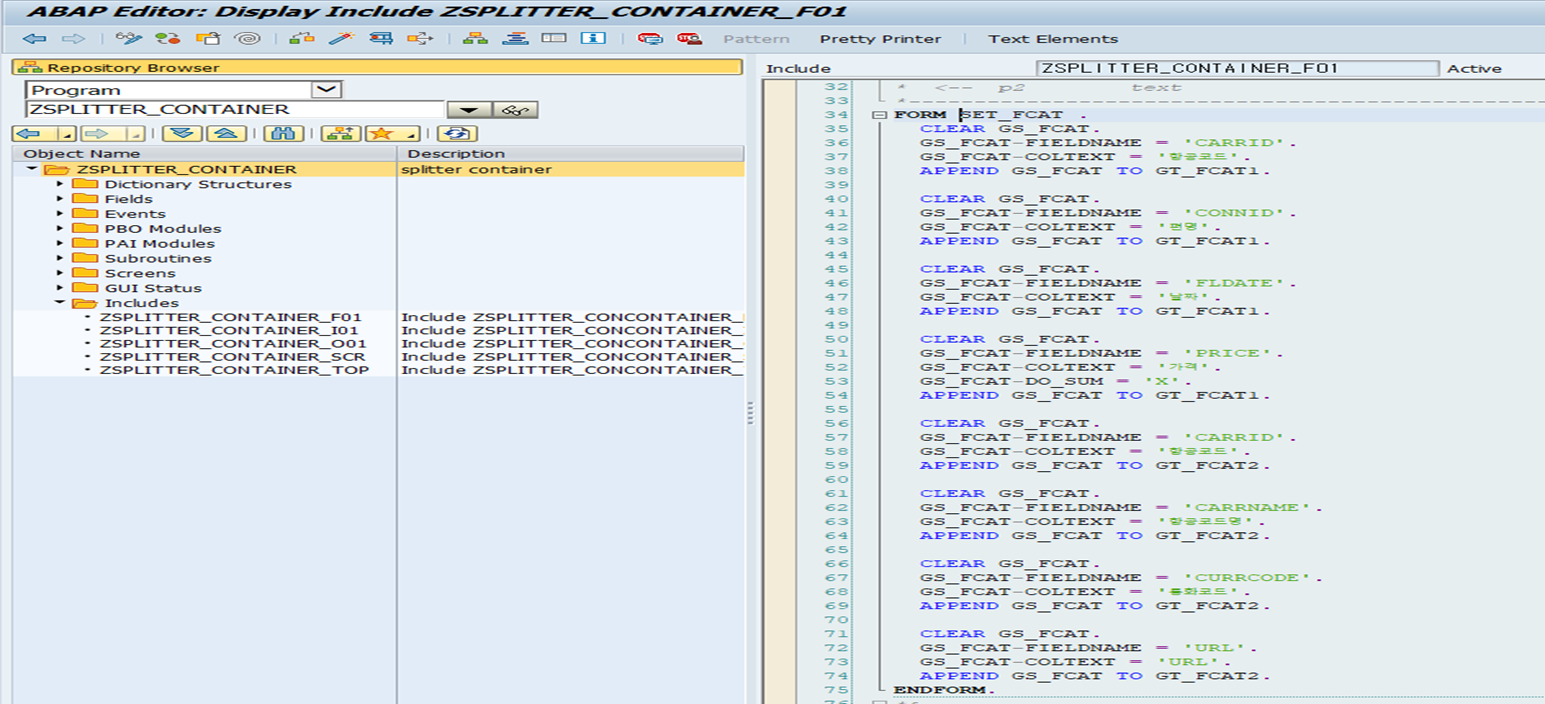 ABAP Editor: Display Include ZSPLITTER_CONTAINER_F01
Pattern Pretty Printer Text Elements
Repository Browser
Program
ZSPLITTER_CONTAINER
Object Name Description
ZSPLITTER_CONTAINER splitter container
Dictionary Structures
Fields
Events
PBO Modules
PAI Modules
Subroutines
Screens
GUI Status
Includes
ZSPLITTER_CONTAINER_F01 Include ZSPLITTER_CONCONTAINER_
ZSPLITTER_CONTAINER_I01 Include ZSPLITTER_CONCONTAINER_
ZSPLITTER_CONTAINER_O01 Include ZSPLITTER_CONCONTAINER_
ZSPLITTER_CONTAINER_SCR Include ZSPLITTER_CONCONTAINER_
ZSPLITTER_CONTAINER_TOP Include ZSPLITTER_CONCONTAINER_
Include ZSPLITTER_CONTAINER_F01 Active
32 * <-- p2 text
33 *----------------------------------------------------------------------
34 FORM SET_FCAT .
35 CLEAR GS_FCAT.
36 GS_FCAT-FIELDNAME = 'CARRID'.
37 GS_FCAT-COLTEXT = '항공코드'.
38 APPEND GS_FCAT TO GT_FCAT1.
39
40 CLEAR GS_FCAT.
41 GS_FCAT-FIELDNAME = 'CONNID'.
42 GS_FCAT-COLTEXT = '편명'.
43 APPEND GS_FCAT TO GT_FCAT1.
44
45 CLEAR GS_FCAT.
46 GS_FCAT-FIELDNAME = 'FLDATE'.
47 GS_FCAT-COLTEXT = '날짜'.
48 APPEND GS_FCAT TO GT_FCAT1.
49
50 CLEAR GS_FCAT.
51 GS_FCAT-FIELDNAME = 'PRICE'.
52 GS_FCAT-COLTEXT = '가격'.
53 GS_FCAT-DO_SUM = 'X'.
54 APPEND GS_FCAT TO GT_FCAT1.
55
56 CLEAR GS_FCAT.
57 GS_FCAT-FIELDNAME = 'CARRID'.
58 GS_FCAT-COLTEXT = '항공코드'.
59 APPEND GS_FCAT TO GT_FCAT2.
60
61 CLEAR GS_FCAT.
62 GS_FCAT-FIELDNAME = 'CARRNAME'.
63 GS_FCAT-COLTEXT = '항공코드명'.
64 APPEND GS_FCAT TO GT_FCAT2.
65
66 CLEAR GS_FCAT.
67 GS_FCAT-FIELDNAME = 'CURRCODE'.
68 GS_FCAT-COLTEXT = '통화코드'.
69 APPEND GS_FCAT TO GT_FCAT2.
70
71 CLEAR GS_FCAT.
72 GS_FCAT-FIELDNAME = 'URL'.
73 GS_FCAT-COLTEXT = 'URL'.
74 APPEND GS_FCAT TO GT_FCAT2.
75 ENDFORM.